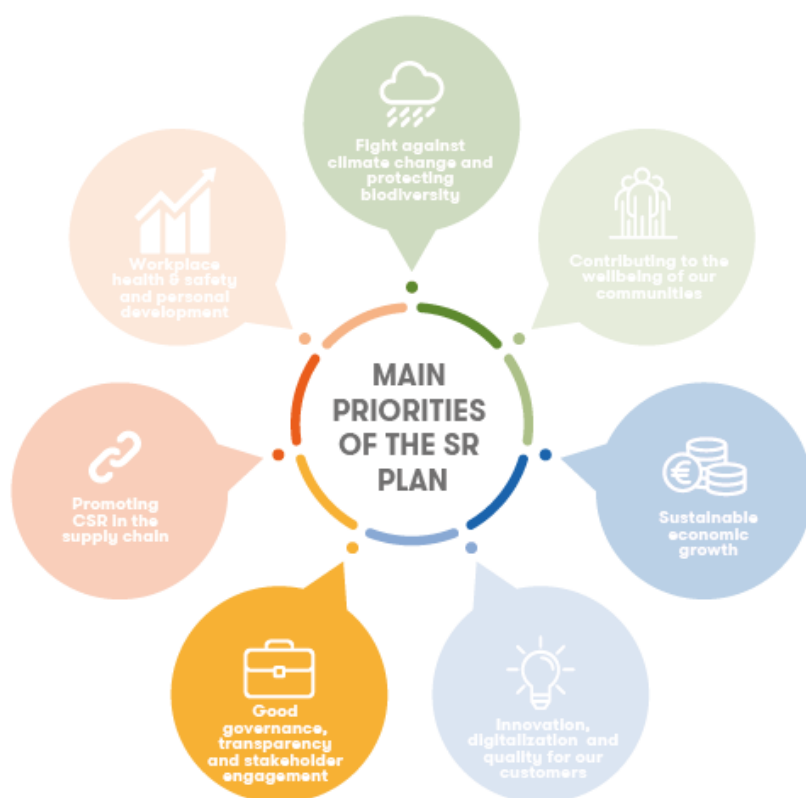 Fight against
climate change and
protecting
biodiversity
Contributing to the
wellbeing of our
communities
Sustainable
economic
growth
Innovation,
digitalization and
quality for our
customers
Good
governance,
transparency
and stakeholder
engagement
Promoting
CSR in the
supply chain
Workplace
health & safety
and personal
development
MAIN
PRIORITIES
OF THE SR
PLAN
€